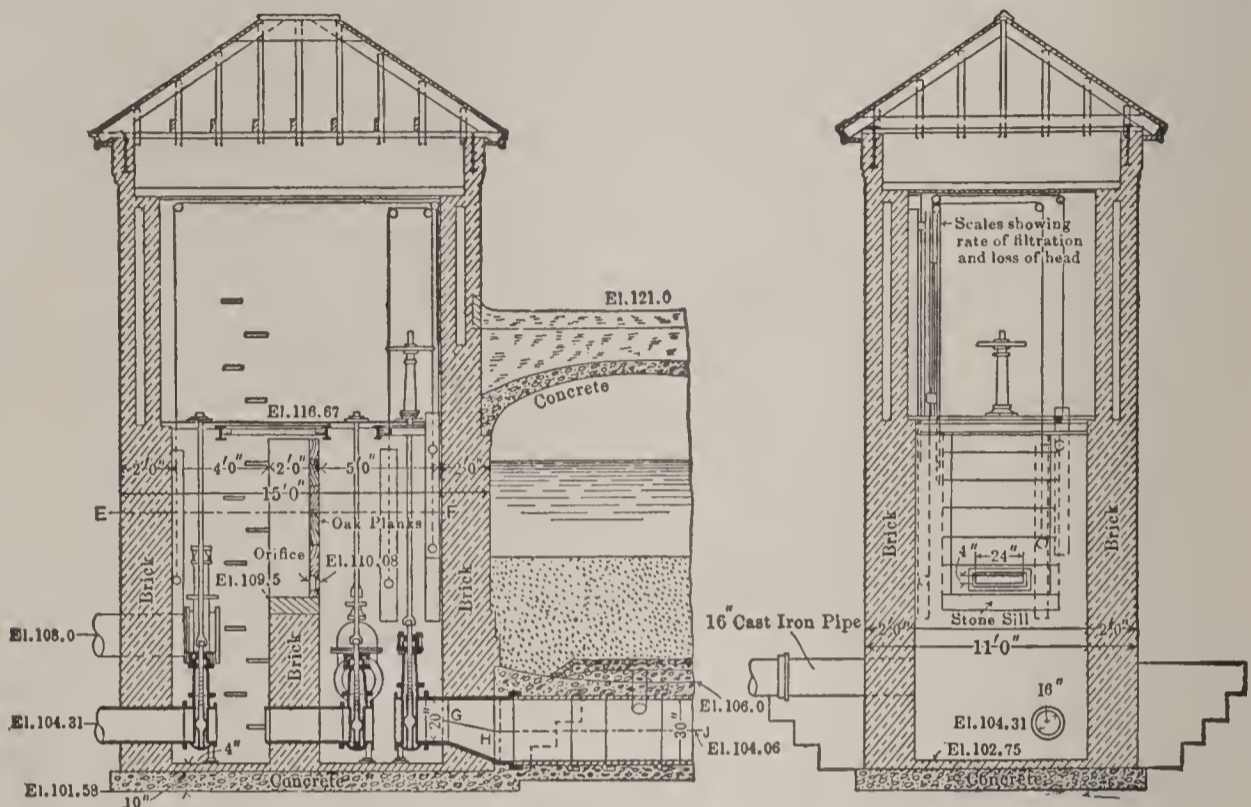 Scales showing
rate of filtration
and loss of head
El.121.0
Concrete
El.116.67
2'0"
4'0"
2'0"
5'0"
2'0"
15'0"
E
F
Oak Planks
Orifice
El.110.08
El.109.5
Brick
Brick
Brick
El.108.0
El.104.31
4"
20"
G
H
J
30"
El.106.0
El.104.06
El.101.58
10"
Concrete
Brick
Brick
4"
24"
Stone Sill
16" Cast Iron Pipe
2'0"
2'0"
11'0"
16"
El.104.31
El.102.75
Concrete